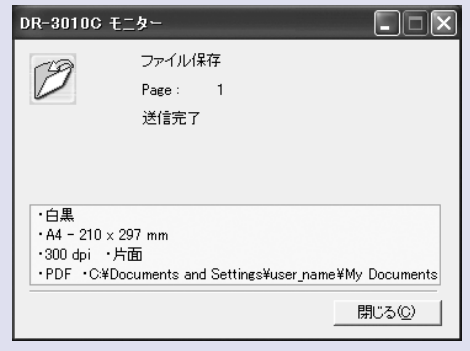 DR-3010C モニター
ファイル保存
Page : 1
送信完了
・白黒
・A4 - 210 x 297 mm
・300 dpi ・片面
・PDF ・C:¥Documents and Settings¥user_name¥My Documents
閉じる(C)